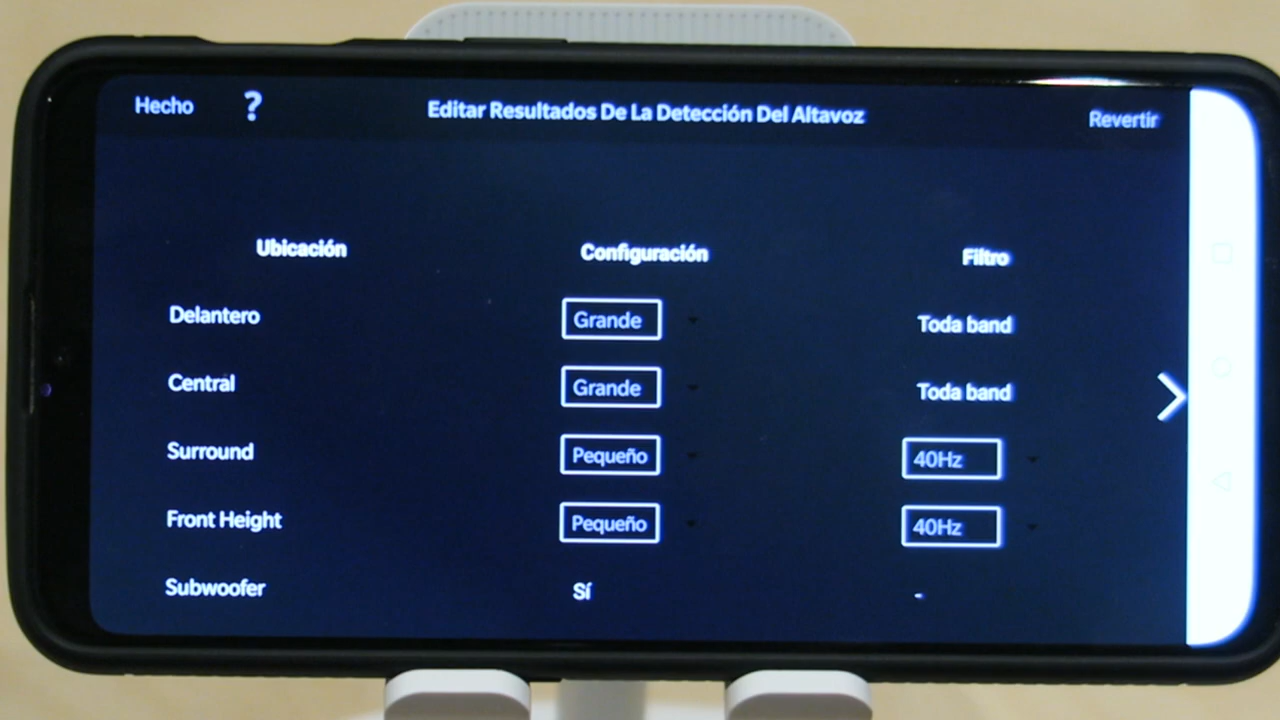 Hecho ? Editar Resultados De La Detección Del Altavoz Revertir
Ubicación Configuración Filtro
Delantero Grande Toda band
Central Grande Toda band
Surround Pequeño 40Hz
Front Height Pequeño 40Hz
Subwoofer Sí -